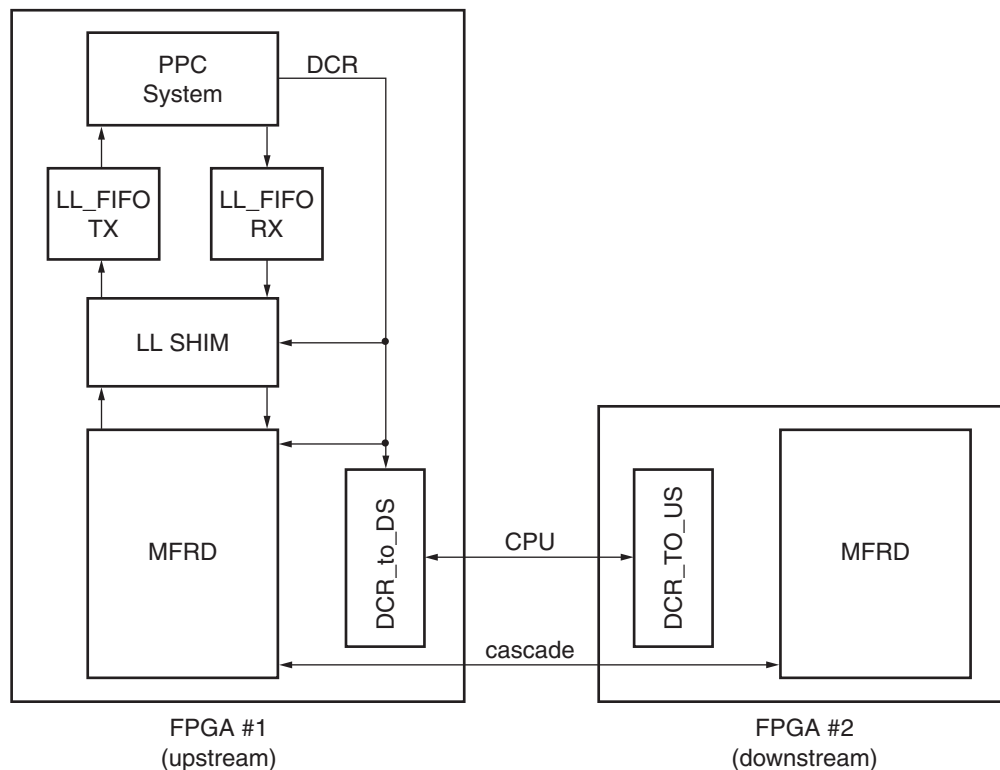 PPC
System
DCR
LL_FIFO
TX
LL_FIFO
RX
LL SHIM
MFRD
DCR_to_DS
CPU
DCR_TO_US
MFRD
cascade
FPGA #1
(upstream)
FPGA #2
(downstream)